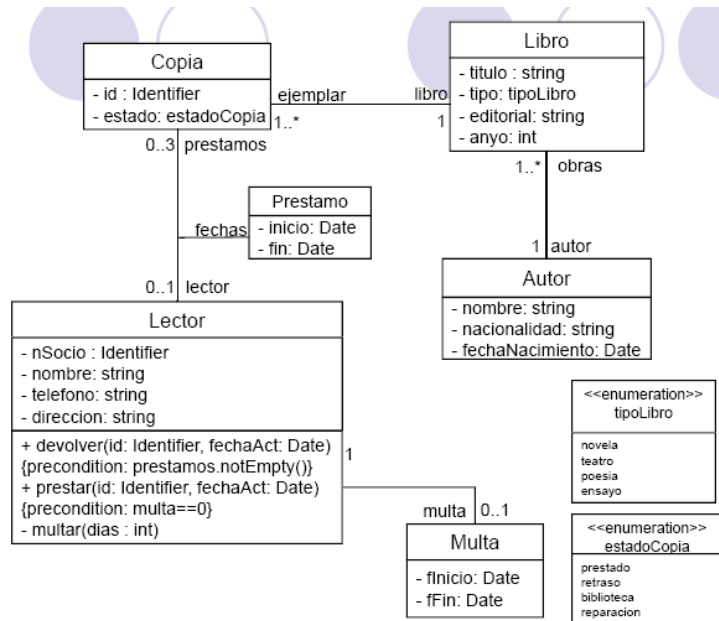 Copia
- id : Identifier
- estado: estadoCopia
ejemplar
1..*
libro
1
Libro
- titulo : string
- tipo: tipoLibro
- editorial: string
- anyo: int
0..3 prestamos
1..* obras
fechas
Prestamo
- inicio: Date
- fin: Date
1 autor
Autor
- nombre: string
- nacionalidad: string
- fechaNacimiento: Date
0..1 lector
Lector
- nSocio : Identifier
- nombre: string
- telefono: string
- direccion: string
+ devolver(id: Identifier, fechaAct: Date)
{precondition: prestamos.notEmpty()}
+ prestar(id: Identifier, fechaAct: Date)
{precondition: multa==0}
- multar(dias : int)
1
multa
0..1
Multa
- fInicio: Date
- fFin: Date
<<enumeration>>
tipoLibro
novela
teatro
poesia
ensayo
<<enumeration>>
estadoCopia
prestado
retraso
biblioteca
reparacion